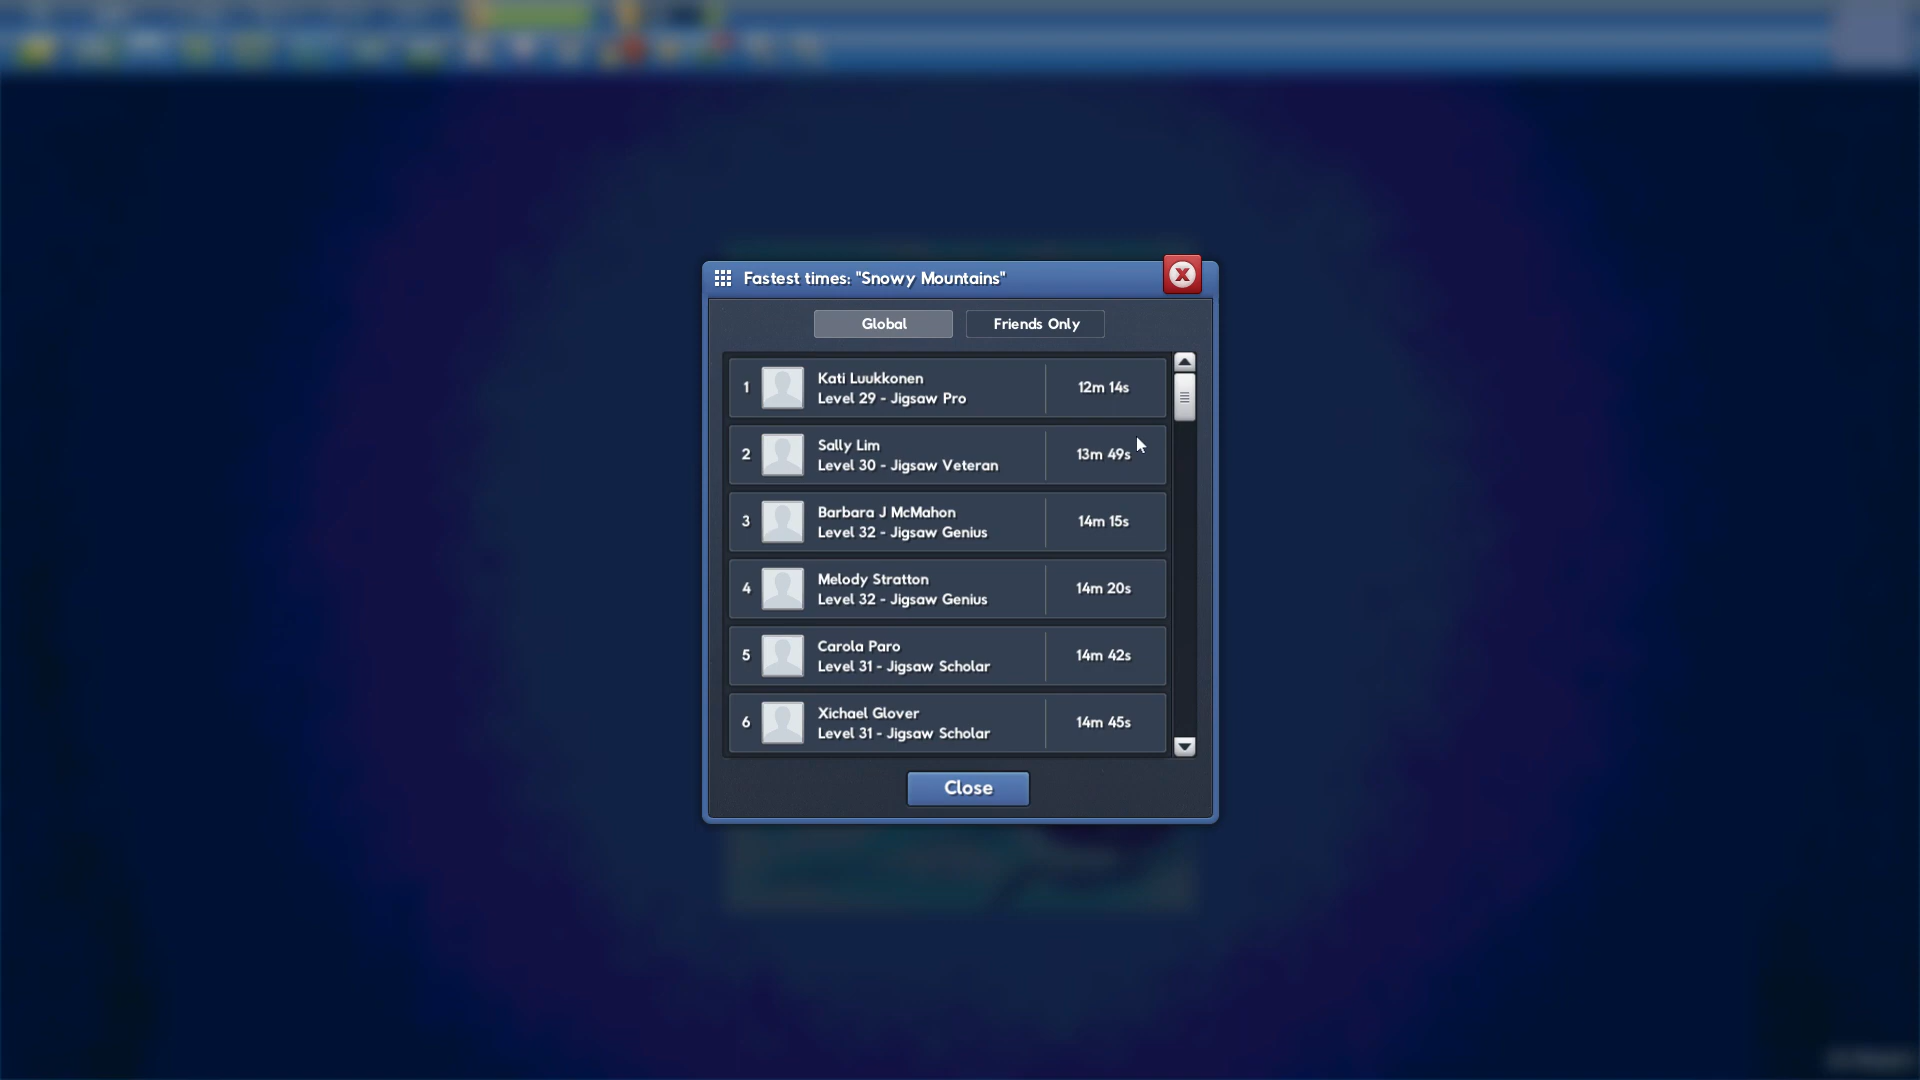 Fastest times: "Snowy Mountains"
Global
Friends Only
1
Kati Luukkonen
Level 29 - Jigsaw Pro
12m 14s
2
Sally Lim
Level 30 - Jigsaw Veteran
13m 49s
3
Barbara J McMahon
Level 32 - Jigsaw Genius
14m 15s
4
Melody Stratton
Level 32 - Jigsaw Genius
14m 20s
5
Carola Paro
Level 31 - Jigsaw Scholar
14m 42s
6
Xichael Glover
Level 31 - Jigsaw Scholar
14m 45s
Close